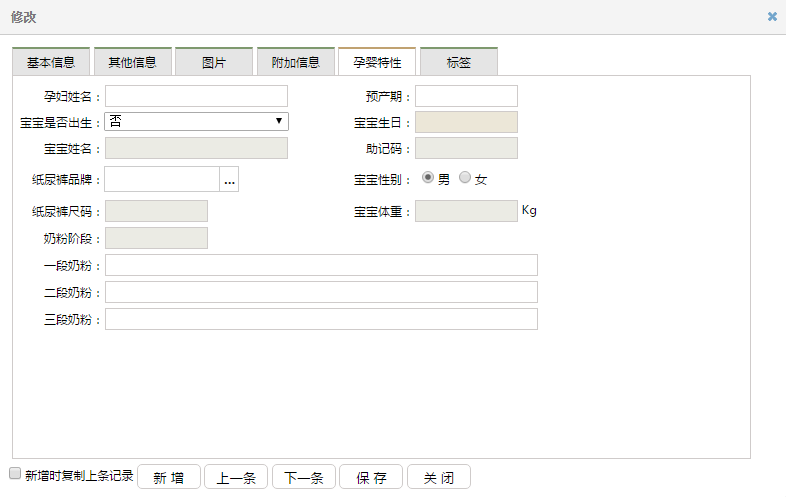 修改
基本信息 其他信息 图片 附加信息 孕婴特性 标签
孕妇姓名： 预产期：
宝宝是否出生： 否 宝宝生日：
宝宝姓名： 助记码：
纸尿裤品牌： ... 宝宝性别： 男 女
纸尿裤尺码： 宝宝体重： Kg
奶粉阶段：
一段奶粉：
二段奶粉：
三段奶粉：
新增时复制上条记录 新 增 上一条 下一条 保 存 关 闭